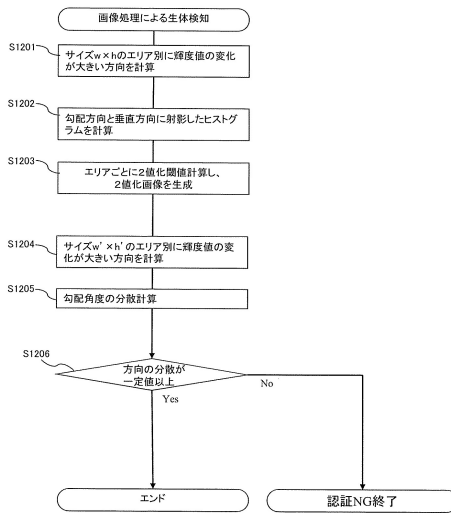 画像処理による生体検知
S1201
サイズw×hのエリア別に輝度値の変化
が大きい方向を計算
S1202
勾配方向と垂直方向に射影したヒストグ
ラムを計算
S1203
エリアごとに2値化閾値計算し、
2値化画像を生成
S1204
サイズw'×h'のエリア別に輝度値の変
化が大きい方向を計算
S1205
勾配角度の分散計算
S1206
方向の分散が
一定値以上
No
Yes
エンド
認証NG終了